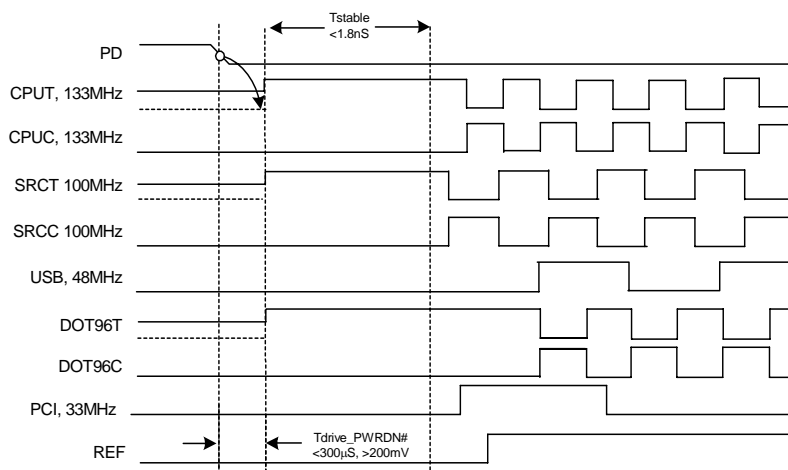 Tstable
<1.8nS
PD
CPUT, 133MHz
CPUC, 133MHz
SRCT 100MHz
SRCC 100MHz
USB, 48MHz
DOT96T
DOT96C
PCI, 33MHz
Tdrive_PWRDN#
<300µS, >200mV
REF